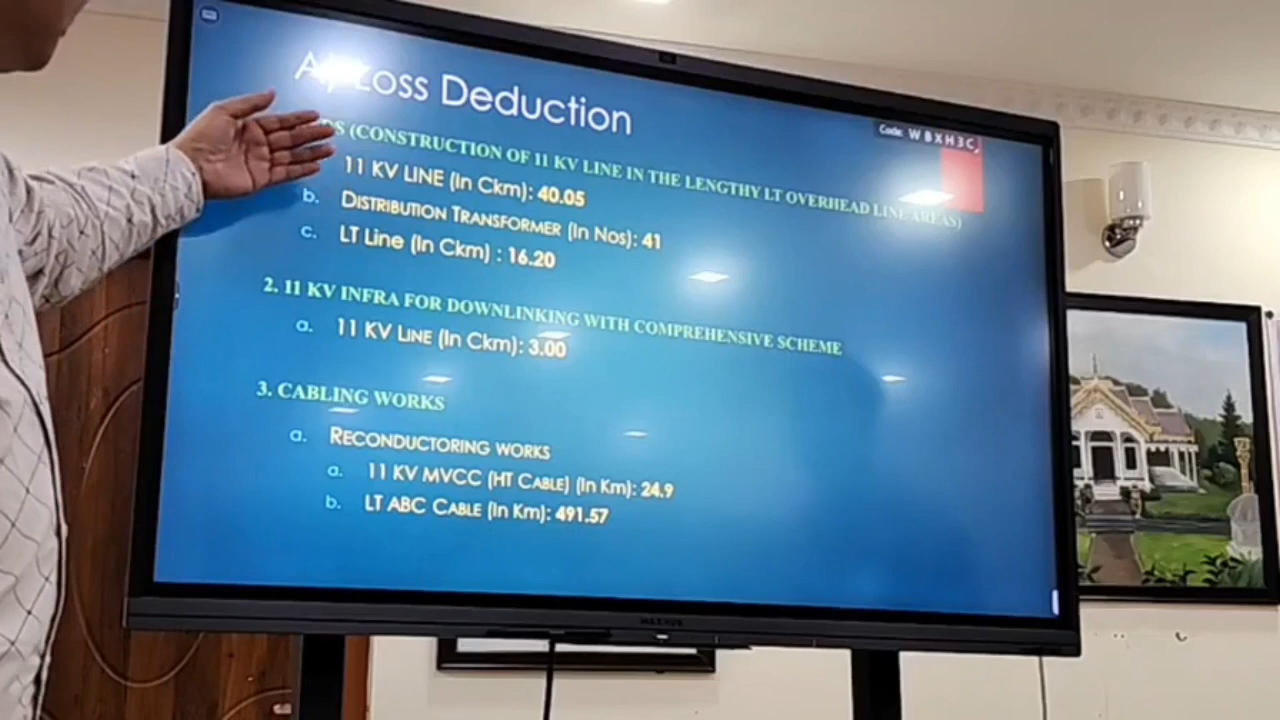 Loss Deduction
Code: WBXH3C
(CONSTRUCTION OF 11 KV LINE IN THE LENGTHY LT OVERHEAD LINE AREAS)
11 KV LINE (In Ckm): 40.05
b. DISTRIBUTION TRANSFORMER (In Nos): 41
c. LT Line (In Ckm) : 16.20
2. 11 KV INFRA FOR DOWNLINKING WITH COMPREHENSIVE SCHEME
a. 11 KV LINE (In Ckm): 3.00
3. CABLING WORKS
a. RECONDUCTORING WORKS
a. 11 KV MVCC (HT CABLE) (In Km): 24.9
b. LT ABC CABLE (In Km): 491.57